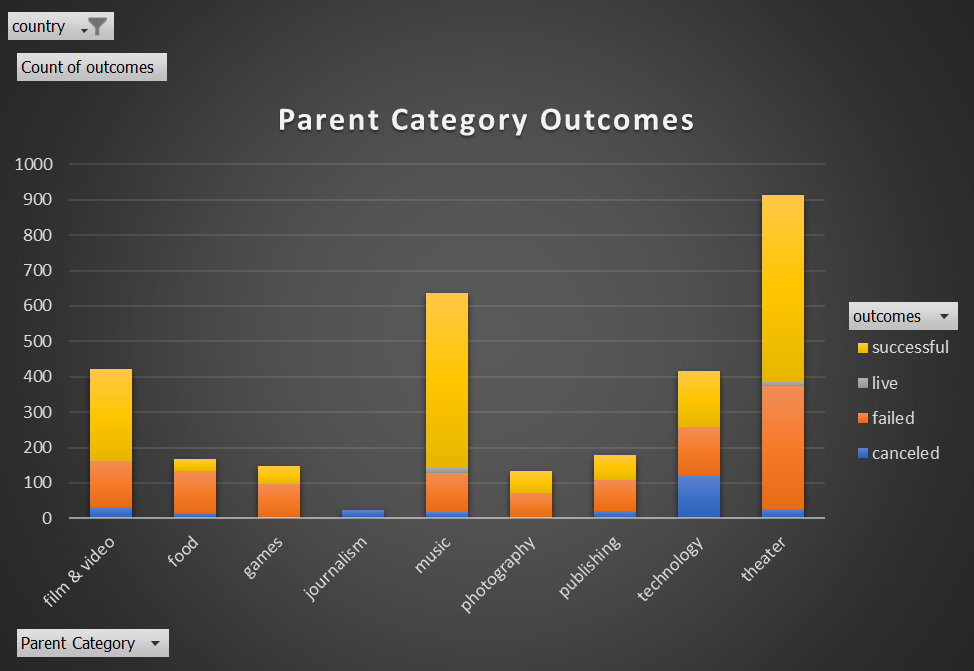 country
Count of outcomes
Parent Category Outcomes
1000
900
800
700
600
500
400
300
200
100
0
film & video
food
games
journalism
music
photography
publishing
technology
theater
outcomes
successful
live
failed
canceled
Parent Category